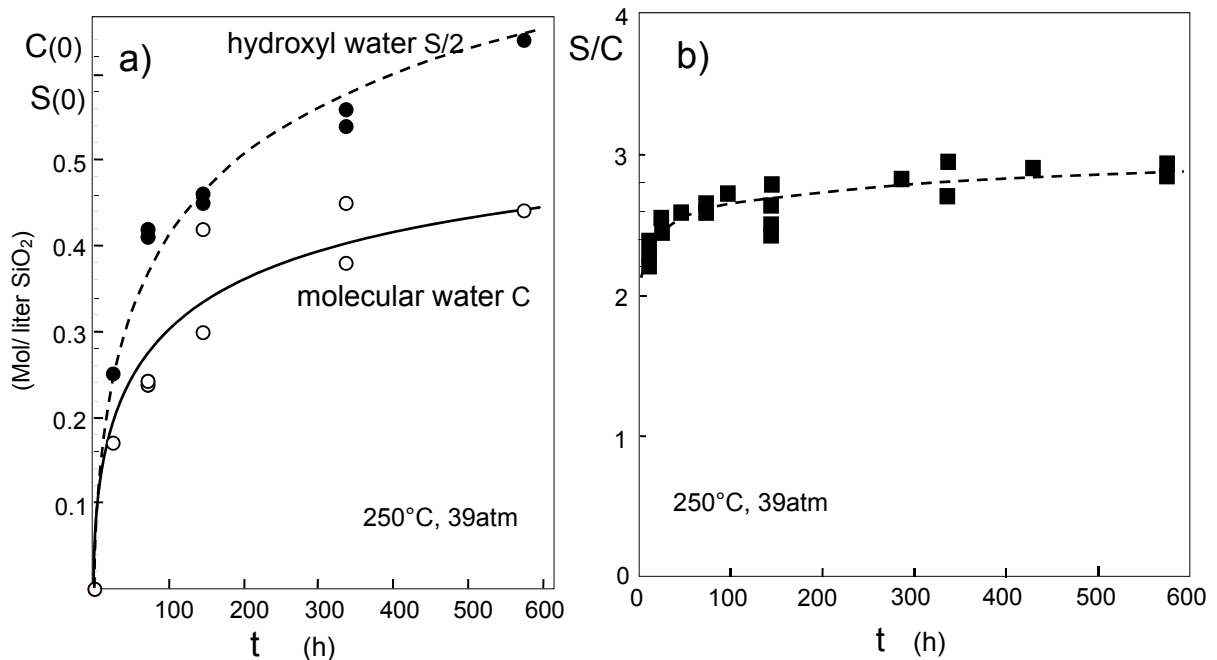 C(0)
S(0)
a)
hydroxyl water S/2
molecular water C
250°C, 39atm
(Mol/ liter SiO₂)
0.5
0.4
0.3
0.2
0.1
100 200 300 400 500 600
t (h)
S/C
b)
4
3
2
1
0
250°C, 39atm
0 100 200 300 400 500 600
t (h)